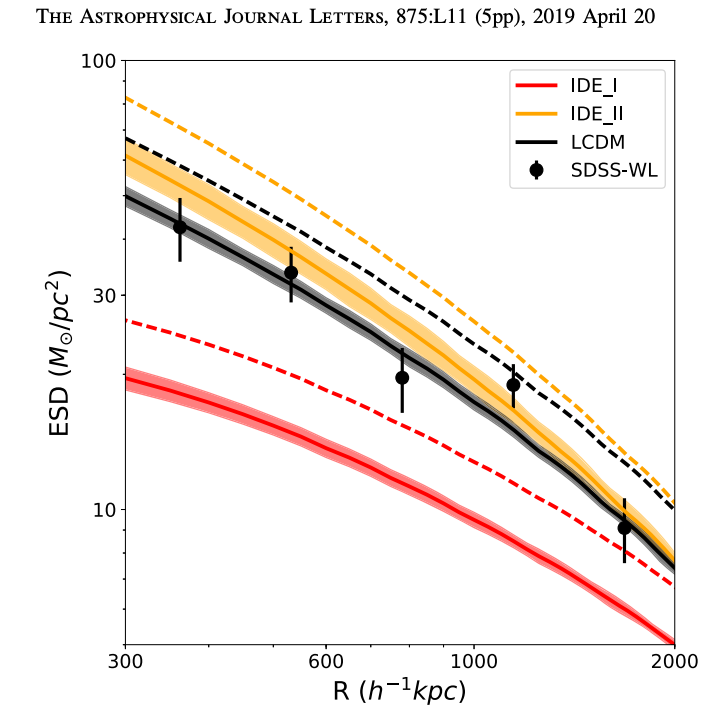 THE ASTROPHYSICAL JOURNAL LETTERS, 875:L11 (5pp), 2019 April 20
100
IDE_I
IDE_II
LCDM
SDSS-WL
30
ESD (M⊙/pc²)
10
300
600
1000
2000
R (h⁻¹kpc)